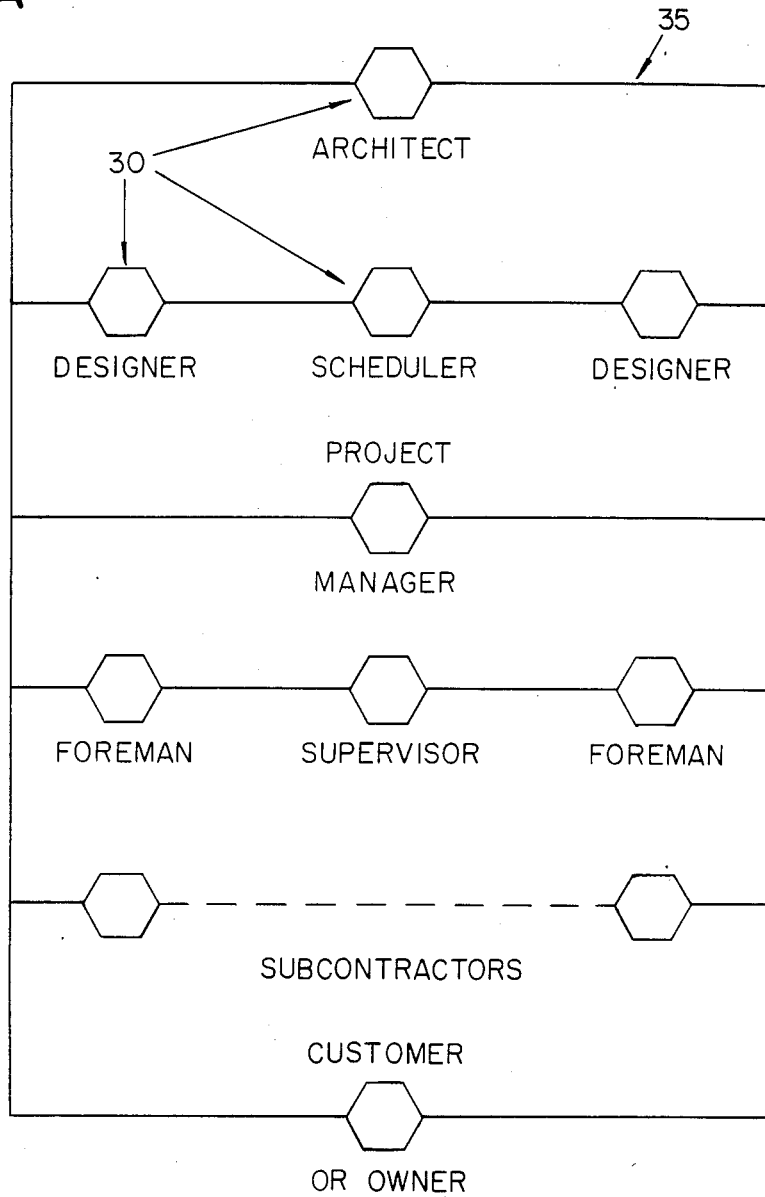 35
ARCHITECT
30
DESIGNER SCHEDULER DESIGNER
PROJECT
MANAGER
FOREMAN SUPERVISOR FOREMAN
SUBCONTRACTORS
CUSTOMER
OR OWNER